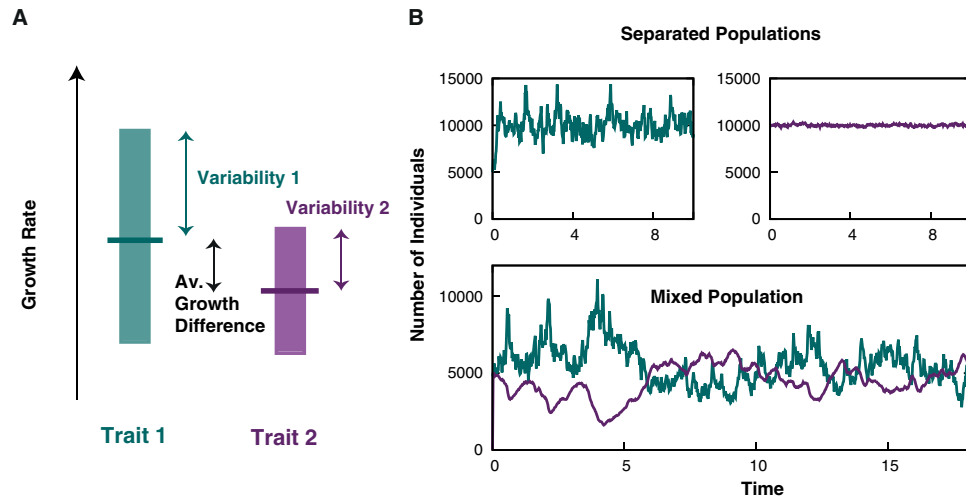 A
Growth Rate
Variability 1
Variability 2
Av.
Growth
Difference
Trait 1
Trait 2
B
Separated Populations
Number of Individuals
15000
10000
5000
0
0
4
8
15000
10000
5000
0
0
4
8
Mixed Population
10000
5000
0
0
5
10
15
Time